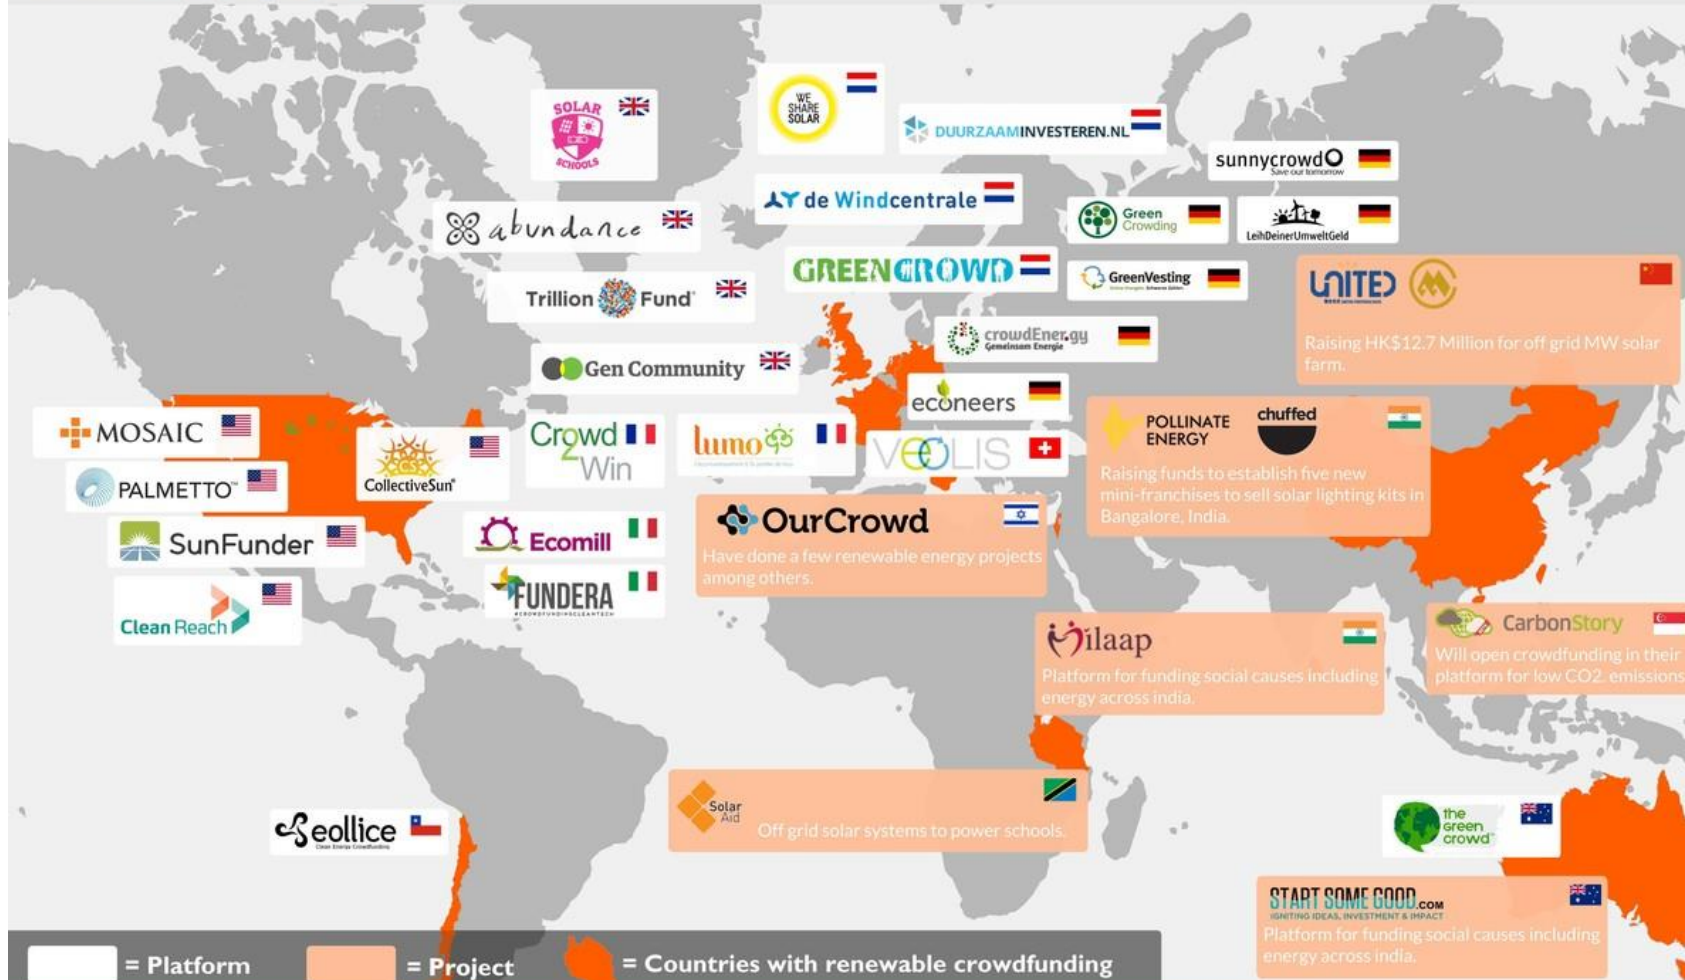 SOLAR
SCHOOLS
WE
SHARE
SOLAR
DUURZAAMINVESTEREN.NL
sunnycrowd
Save our tomorrow
abundance
de Windcentrale
Green
Crowding
LeihDeinerUmweltGeld
Trillion Fund
GREENCROWD
GreenVesting
UNITED
Raising HK$12.7 Million for off grid MW solar
farm.
Gen Community
crowdEner.gy
Gemeinsam Energie
econeers
MOSAIC
PALMETTO™
CS
CollectiveSun®
Crowd
2
Win
lumo
VEOLIS
POLLINATE
ENERGY
chuffed
Raising funds to establish five new
mini-franchises to sell solar lighting kits in
Bangalore, India.
SunFunder
Ecomill
OurCrowd
Have done a few renewable energy projects
among others.
Clean Reach
FUNDERA
#CROWDFUNDINGCLEANTECH
milaap
Platform for funding social causes including
energy across india.
CarbonStory
Will open crowdfunding in their
platform for low CO2. emissions
Solar
Aid
Off grid solar systems to power schools.
eollice
Clean Energy Crowdfunding
the
green
crowd™
START SOME GOOD.COM
IGNITING IDEAS, INVESTMENT & IMPACT
Platform for funding social causes including
energy across india.
= Platform
= Project
= Countries with renewable crowdfunding